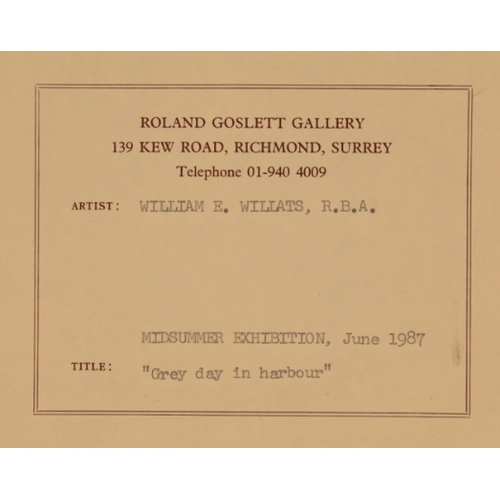 ROLAND GOSLETT GALLERY
139 KEW ROAD, RICHMOND, SURREY
Telephone 01-940 4009
ARTIST: WILLIAM E. WILLATS, R.B.A.
MIDSUMMER EXHIBITION, June 1987
TITLE: "Grey day in harbour"